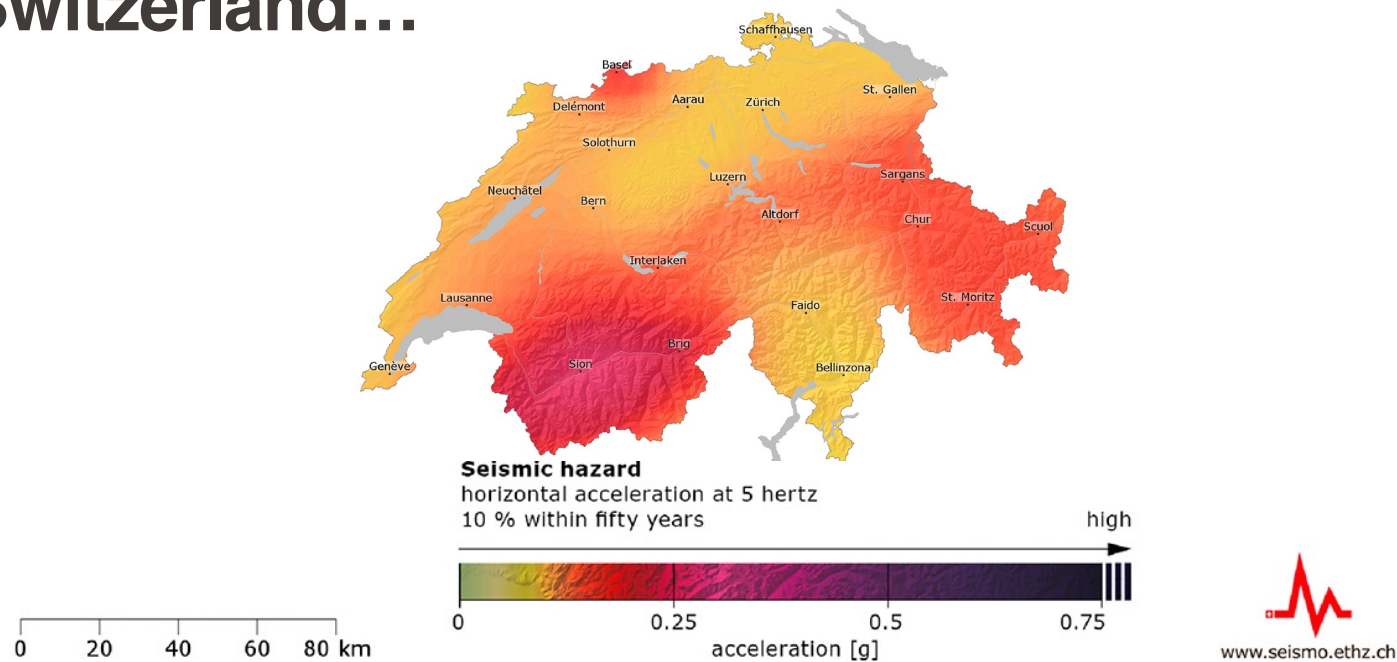 Switzerland…
Schaffhausen
Basel
St. Gallen
Delémont
Aarau
Zürich
Solothurn
Luzern
Sargans
Neuchâtel
Bern
Altdorf
Chur
Scuol
Interlaken
Lausanne
Faido
St. Moritz
Brig
Sion
Genève
Bellinzona
Seismic hazard
horizontal acceleration at 5 hertz
10 % within fifty years
high
0 0.25 0.5 0.75
acceleration [g]
0 20 40 60 80 km
www.seismo.ethz.ch